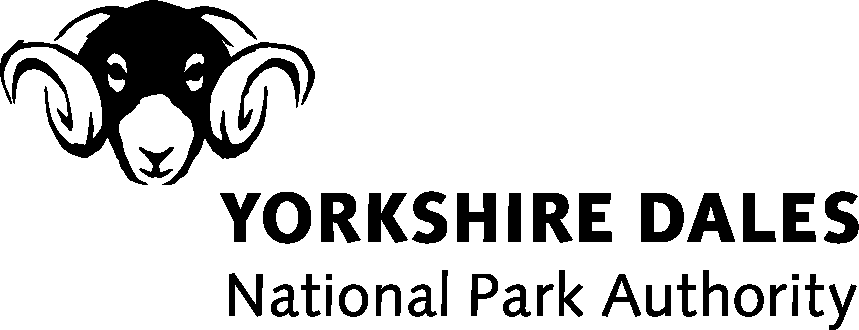 YORKSHIRE DALES
National Park Authority